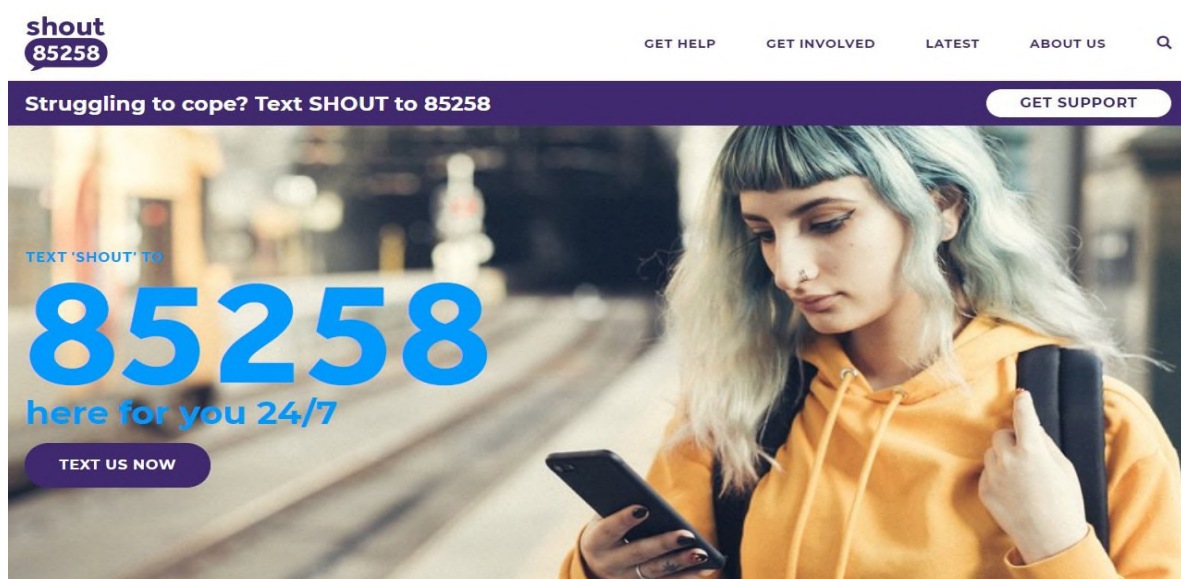 shout
85258
GET HELP GET INVOLVED LATEST ABOUT US
Struggling to cope? Text SHOUT to 85258
GET SUPPORT
TEXT 'SHOUT' TO
85258
here for you 24/7
TEXT US NOW